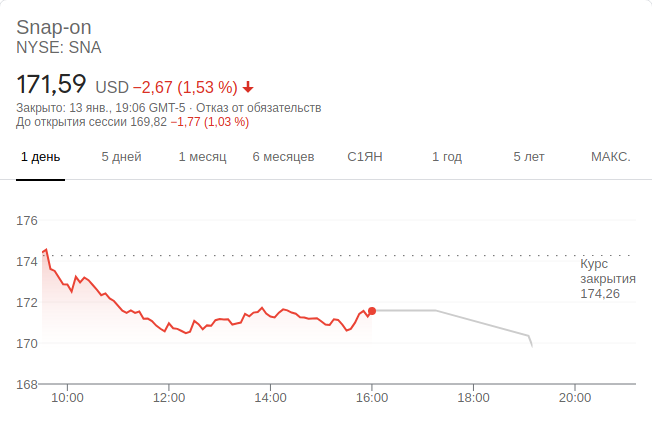 Snap-on
NYSE: SNA
171,59 USD −2,67 (1,53 %)
Закрыто: 13 янв., 19:06 GMT-5 · Отказ от обязательств
До открытия сессии 169,82 −1,77 (1,03 %)
1 день 5 дней 1 месяц 6 месяцев С1ЯН 1 год 5 лет МАКС.
176
174
172
170
168
Курс
закрытия
174,26
10:00 12:00 14:00 16:00 18:00 20:00